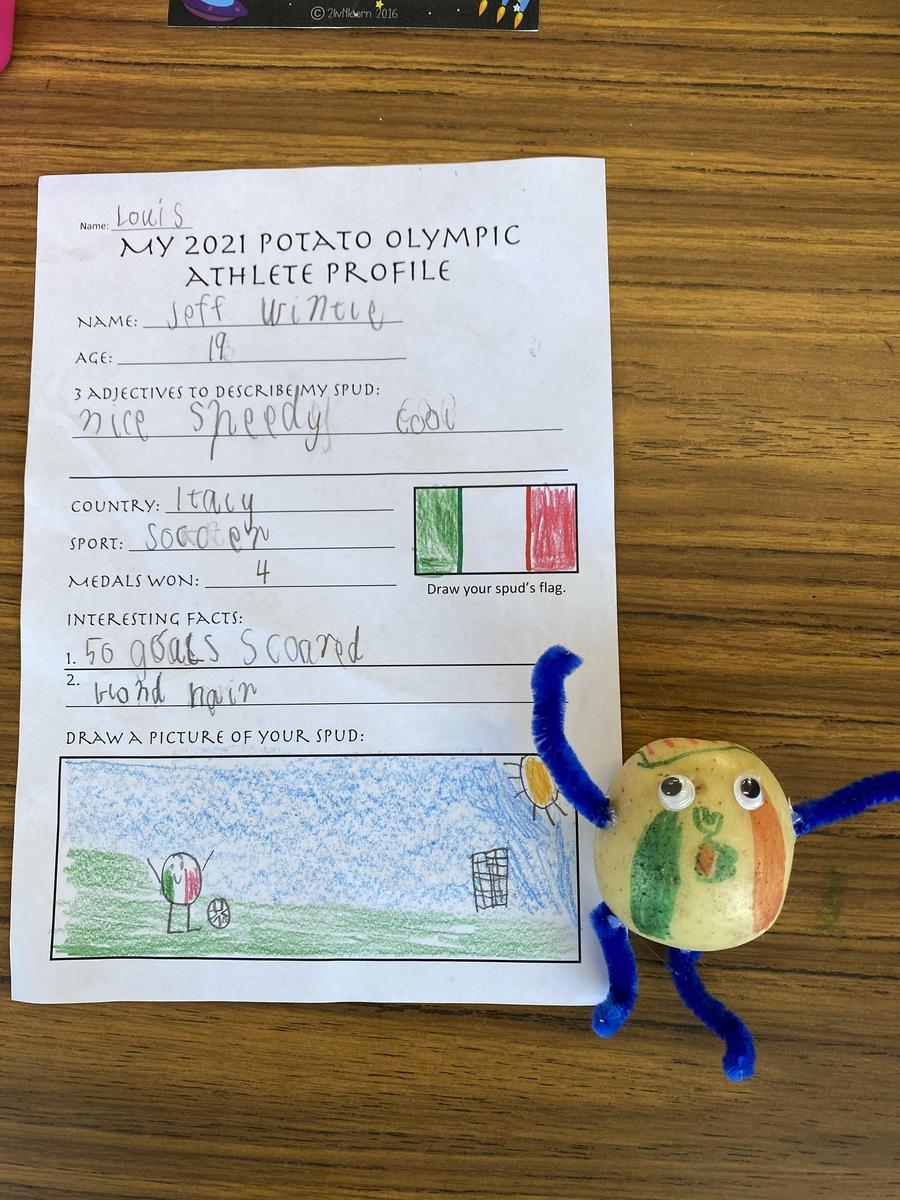 © 2livNlearn 2016
Name: Louis
MY 2021 POTATO OLYMPIC
ATHLETE PROFILE
NAME: Jeff Wintle
AGE: 19
3 ADJECTIVES TO DESCRIBE MY SPUD:
nice speedy cool
COUNTRY: Italy
SPORT: Soccer
MEDALS WON: 4
Draw your spud's flag.
INTERESTING FACTS:
1. 50 goals Scoared
2. blond hair
DRAW A PICTURE OF YOUR SPUD: